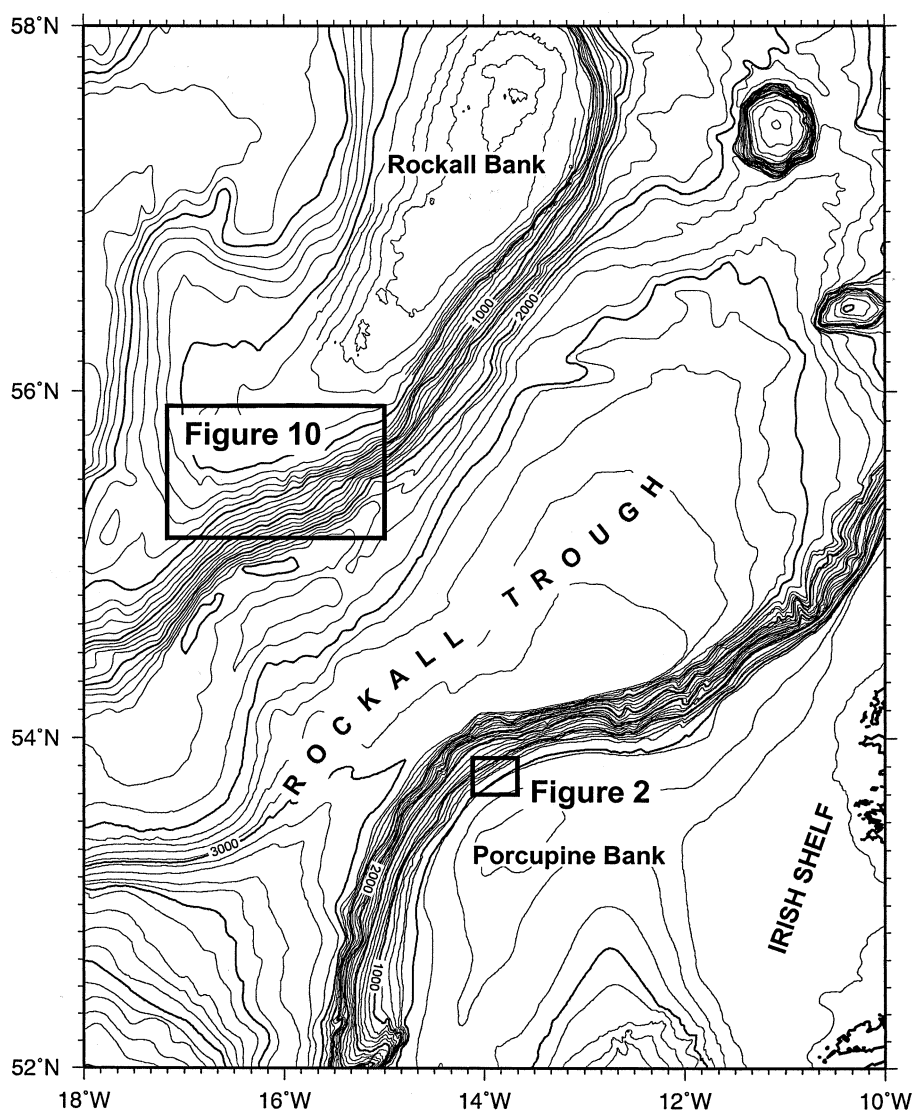 58°N
Rockall Bank
1000
2000
56°N
Figure 10
ROCKALL TROUGH
54°N
Figure 2
3000
Porcupine Bank
2000
IRISH SHELF
1000
52°N
18°W 16°W 14°W 12°W 10°W